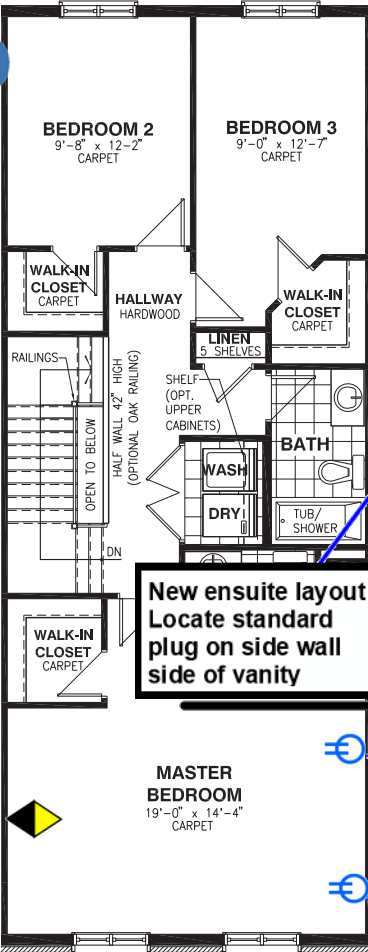 BEDROOM 2
9'-8" x 12-2"
CARPET
BEDROOM 3
9'-0" x 12'-7"
CARPET
WALK-IN
CLOSET
CARPET
HALLWAY
HARDWOOD
WALK-IN
CLOSET
CARPET
LINEN
5 SHELVES
RAILINGS
HALF WALL 42" HIGH
(OPTIONAL OAK RAILING)
SHELF
(OPT.
UPPER
CABINETS)
OPEN TO BELOW
BATH
WASH
DRY
TUB/
SHOWER
DN
New ensuite layout
Locate standard
plug on side wall
side of vanity
WALK-IN
CLOSET
CARPET
MASTER
BEDROOM
19'-0" x 14'-4"
CARPET